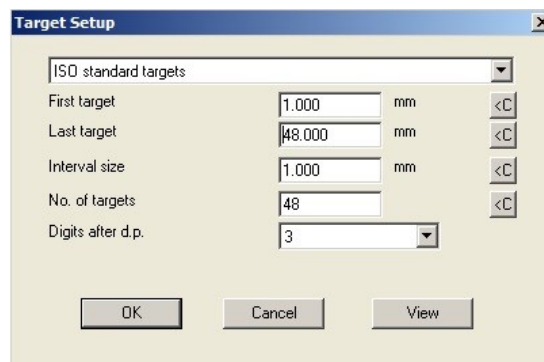 Target Setup
ISO standard targets
First target 1.000 mm <C
Last target 48.000 mm <C
Interval size 1.000 mm <C
No. of targets 48 <C
Digits after d.p. 3
OK Cancel View